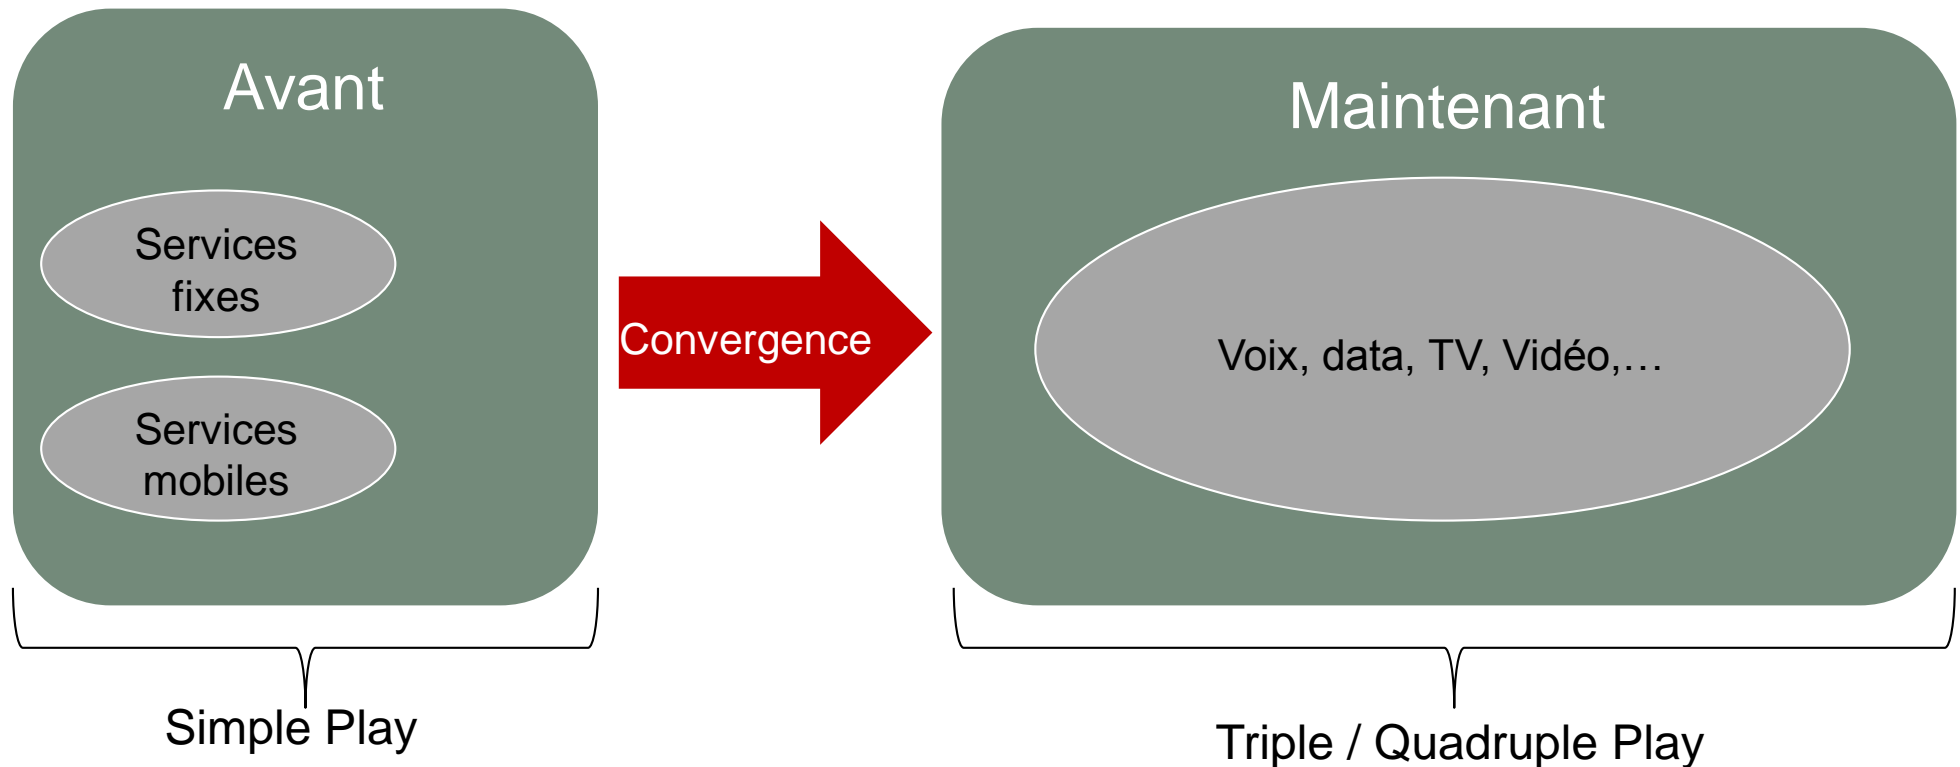 Avant
Services
fixes
Services
mobiles
Simple Play
Convergence
Maintenant
Voix, data, TV, Vidéo,…
Triple / Quadruple Play